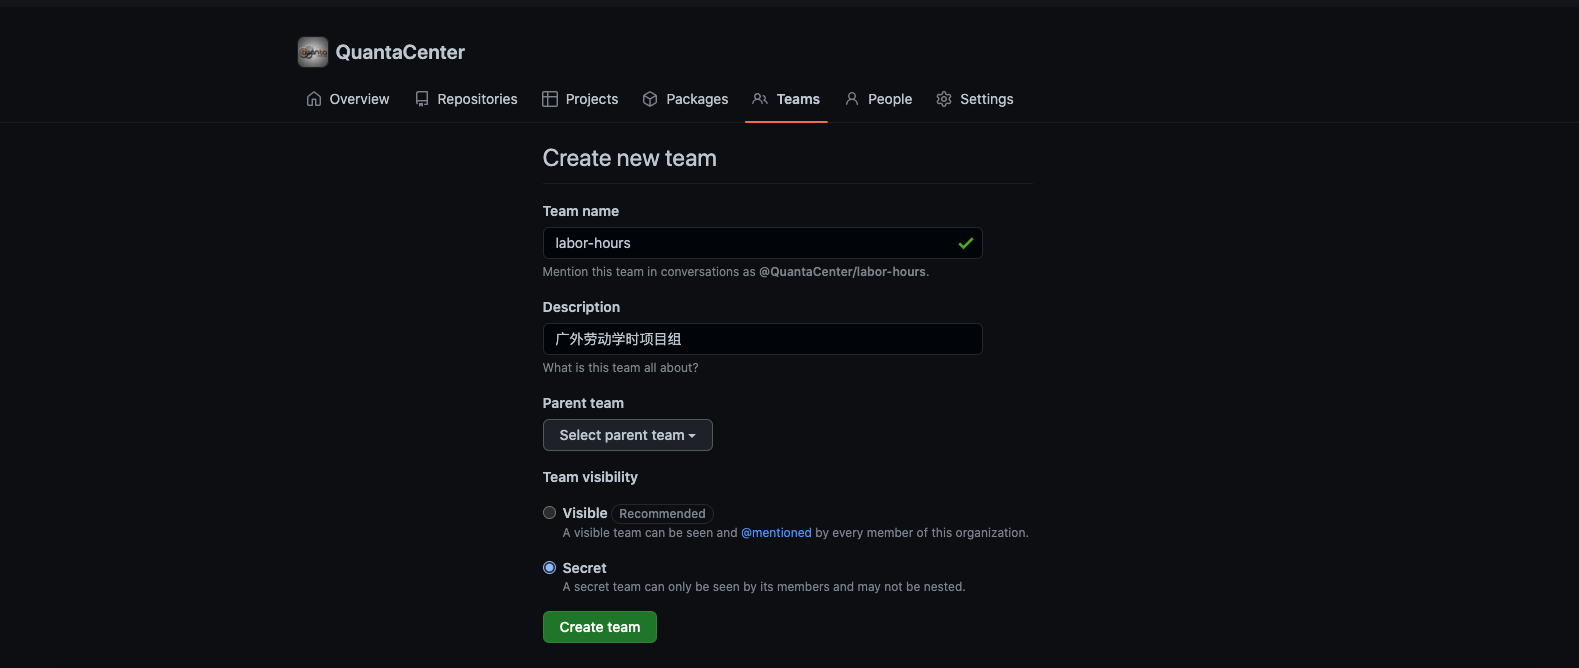 QuantaCenter
Overview Repositories Projects Packages Teams People Settings
Create new team
Team name
labor-hours
Mention this team in conversations as @QuantaCenter/labor-hours.
Description
广外劳动学时项目组
What is this team all about?
Parent team
Select parent team
Team visibility
Visible Recommended
A visible team can be seen and @mentioned by every member of this organization.
Secret
A secret team can only be seen by its members and may not be nested.
Create team